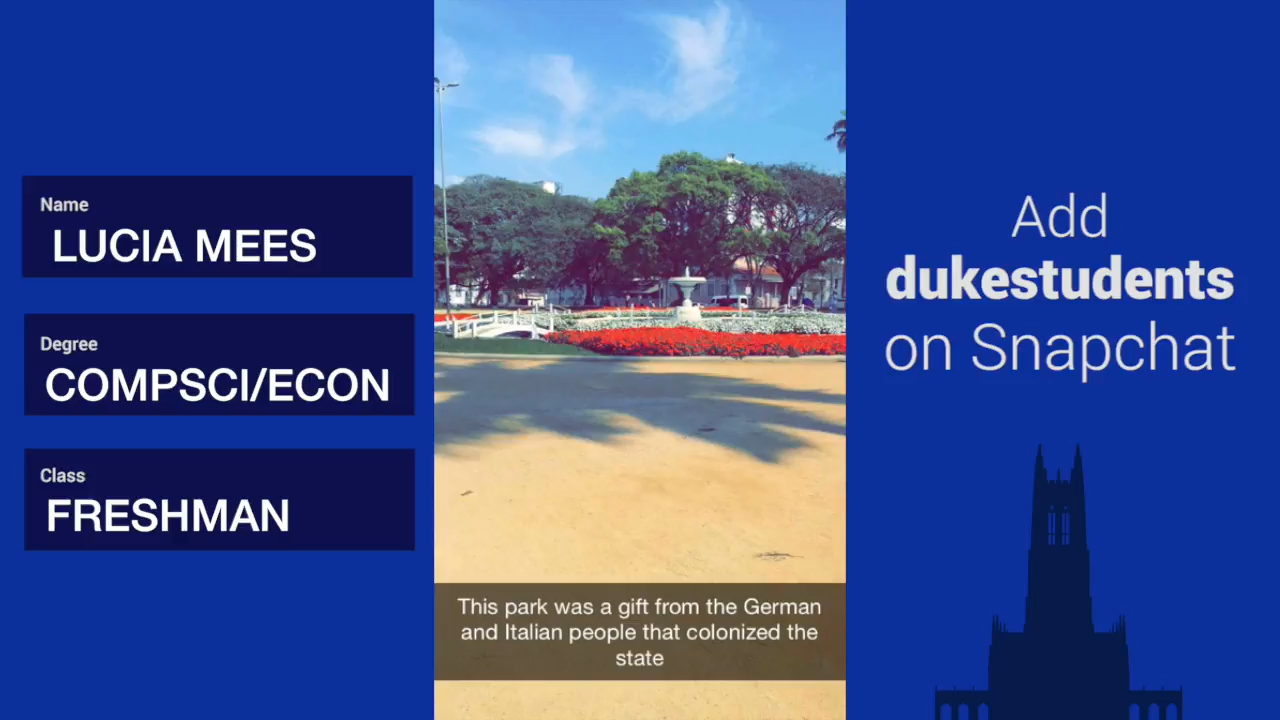 Name
LUCIA MEES
Degree
COMPSCI/ECON
Class
FRESHMAN
This park was a gift from the German
and Italian people that colonized the
state
Add
dukestudents
on Snapchat